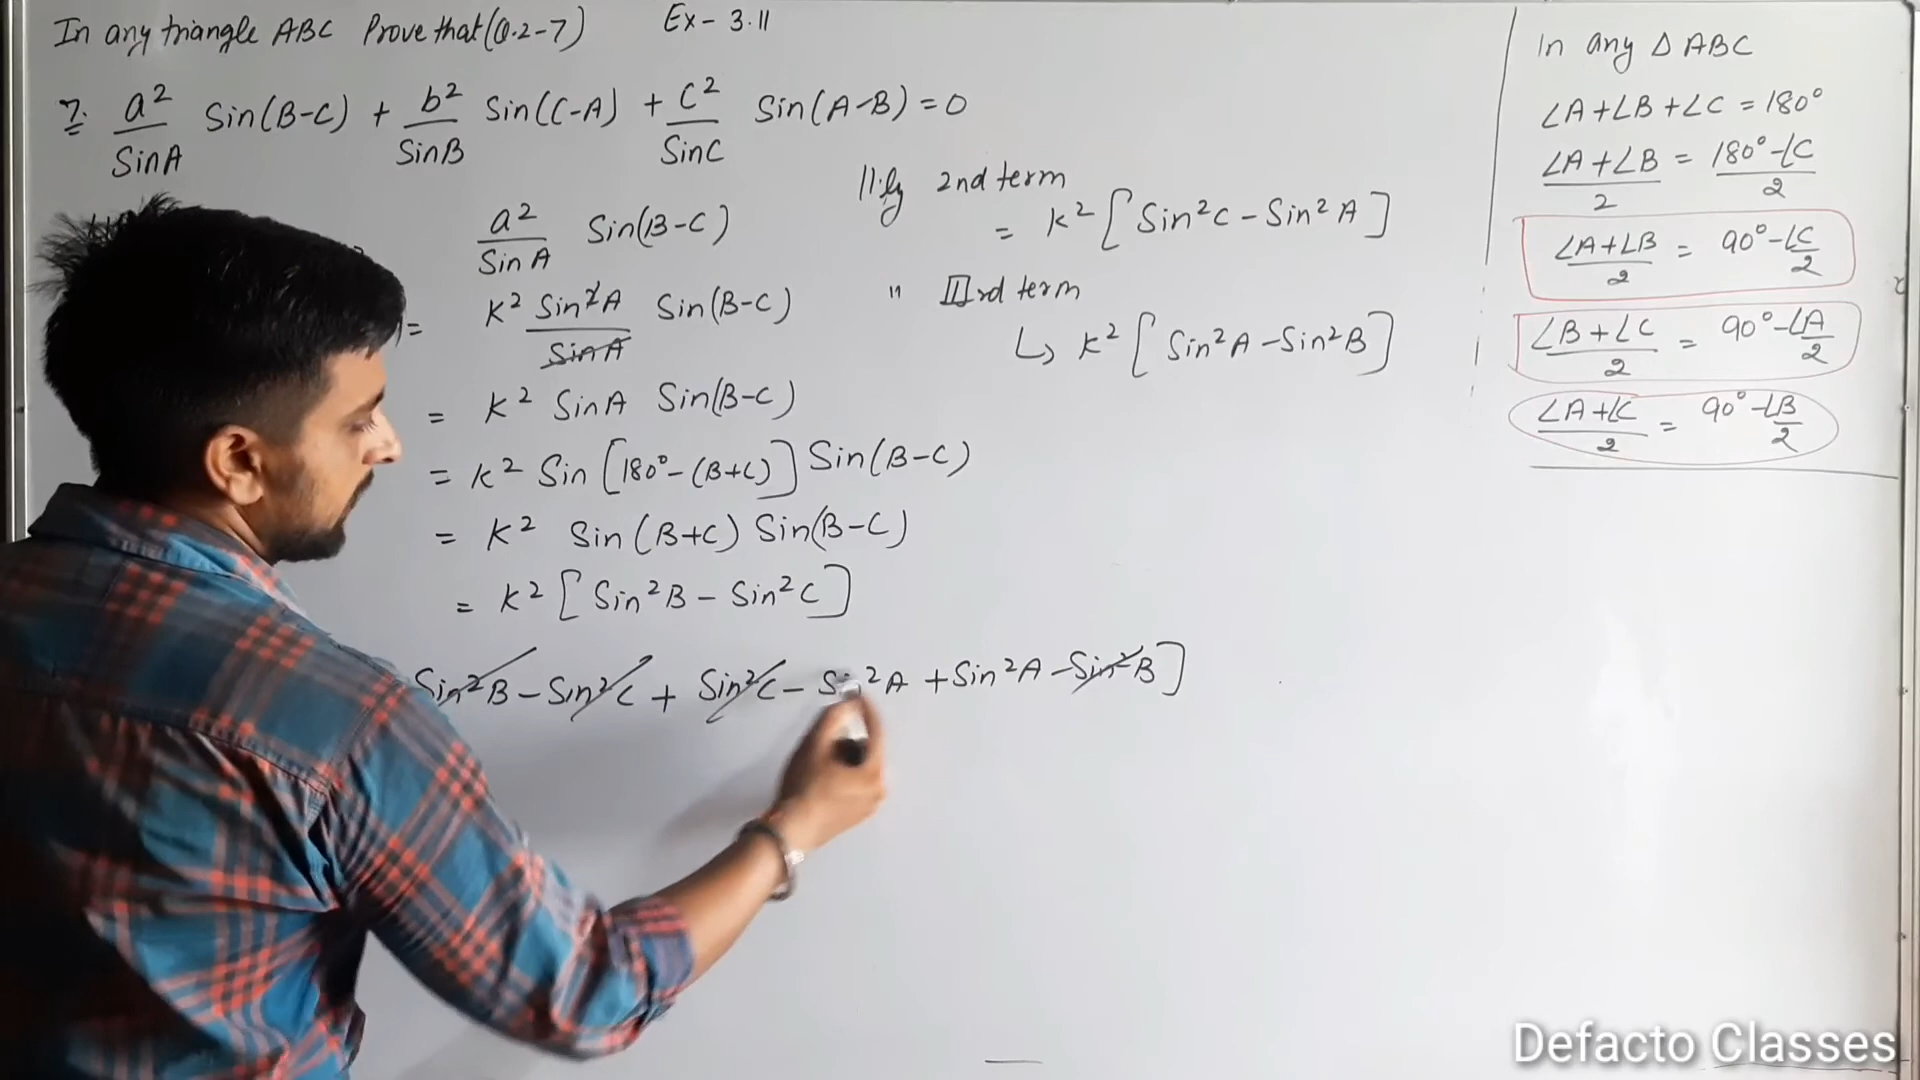 In any triangle ABC Prove that (Q.2-7) Ex-3.11
7. a²/SinA Sin(B-C) + b²/SinB Sin(C-A) + c²/SinC Sin(A-B) = 0
a²/SinA Sin(B-C)
= K² Sin²A/SinA Sin(B-C)
= K² SinA Sin(B-C)
= K² Sin[180°-(B+C)] Sin(B-C)
= K² Sin(B+C) Sin(B-C)
= K² [Sin²B - Sin²C]
Sin²B - Sin²C + Sin²C - Sin²A + Sin²A - Sin²B]
||ly 2nd term
= K² [Sin²C - Sin²A]
" IIIrd term
↳ K² [Sin²A - Sin²B]
In any Δ ABC
∠A+∠B+∠C = 180°
∠A+∠B/2 = 180°-∠C/2
∠A+∠B/2 = 90°-∠C/2
∠B+∠C/2 = 90°-∠A/2
∠A+∠C/2 = 90°-∠B/2
Defacto Classes